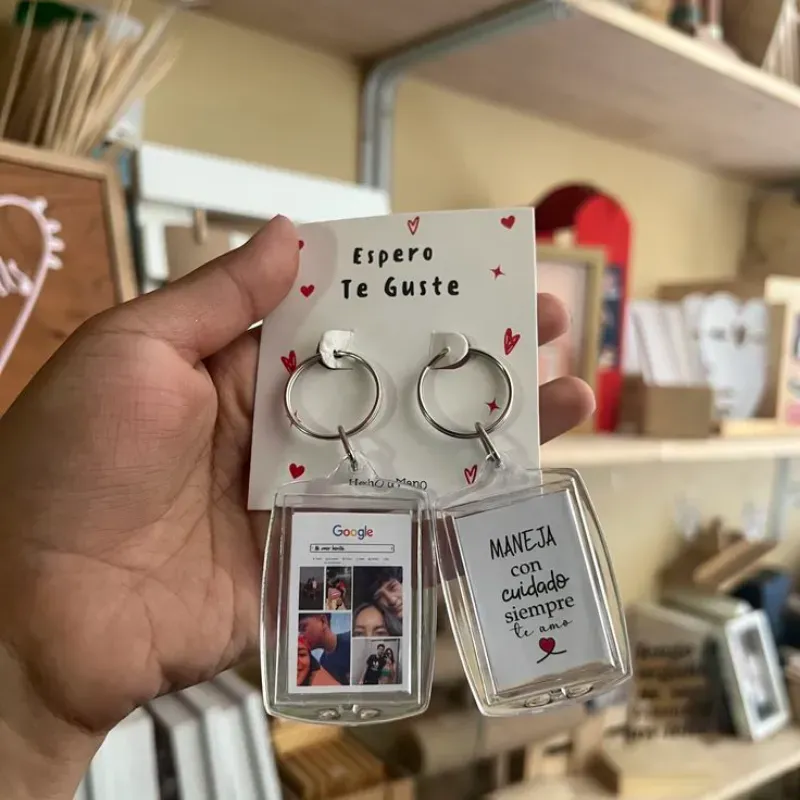 Espero
Te Guste
Hecho a Mano
Google
MANEJA
con
cuidado
siempre
te amo